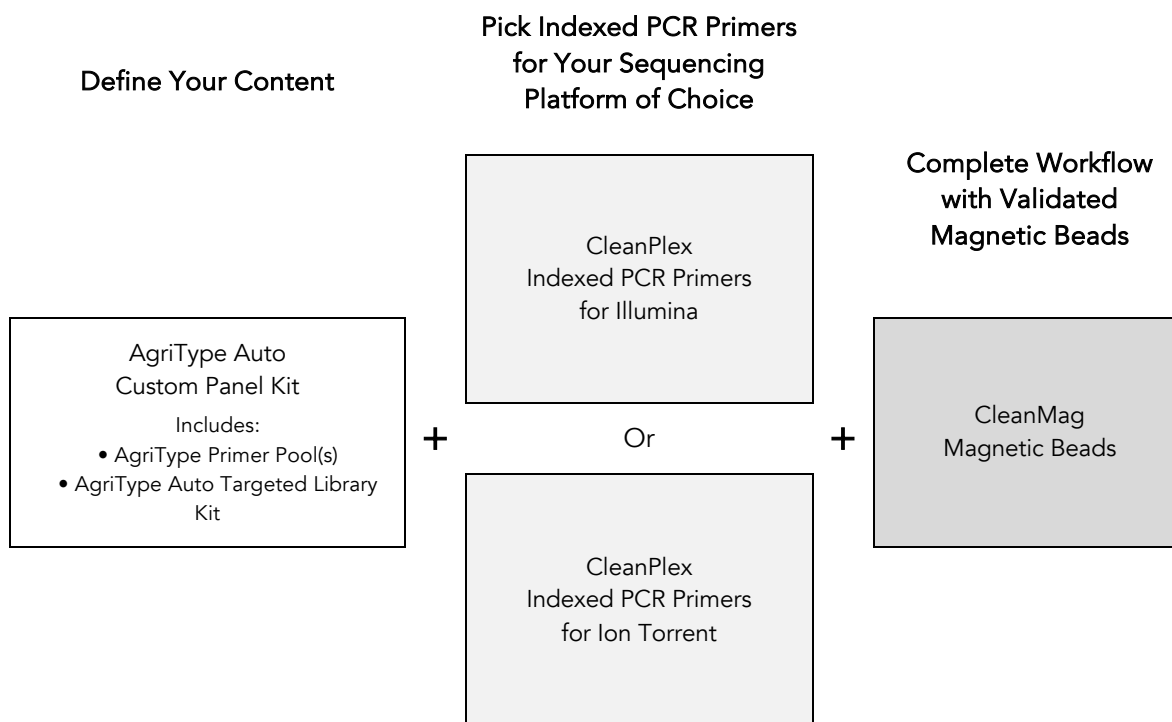 Define Your Content
AgriType Auto
Custom Panel Kit
Includes:
• AgriType Primer Pool(s)
• AgriType Auto Targeted Library
Kit
+
Pick Indexed PCR Primers
for Your Sequencing
Platform of Choice
CleanPlex
Indexed PCR Primers
for Illumina
Or
CleanPlex
Indexed PCR Primers
for Ion Torrent
+
Complete Workflow
with Validated
Magnetic Beads
CleanMag
Magnetic Beads